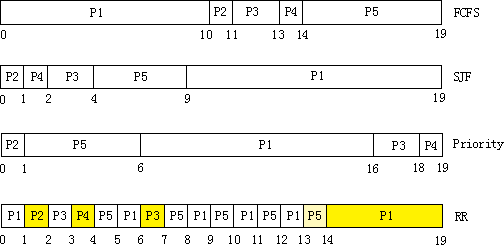 P1 P2 P3 P4 P5 FCFS
0 10 11 13 14 19
P2 P4 P3 P5 P1 SJF
0 1 2 4 9 19
P2 P5 P1 P3 P4 Priority
0 1 6 16 18 19
P1 P2 P3 P4 P5 P1 P3 P5 P1 P5 P1 P5 P1 P5 P1 RR
0 1 2 3 4 5 6 7 8 9 10 11 12 13 14 19